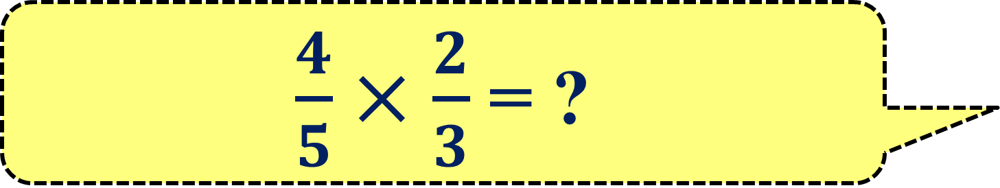 4/5 × 2/3 = ?